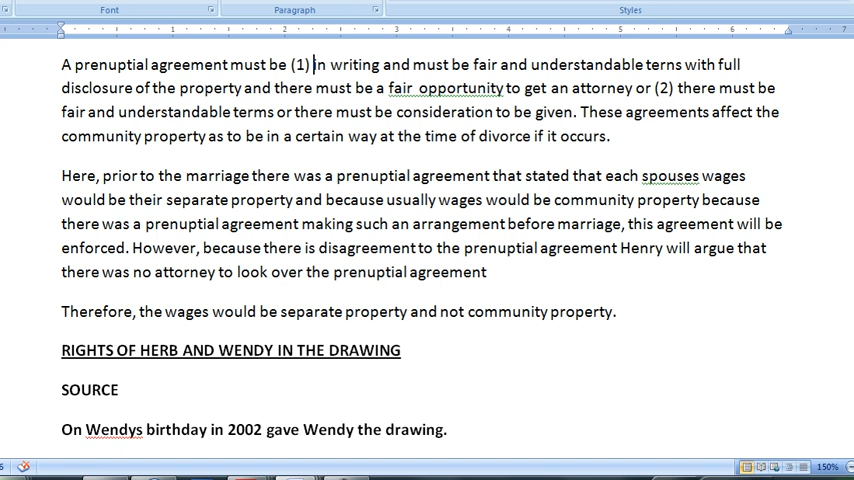 Font Paragraph Styles
1 2 3 4 5 6 7
A prenuptial agreement must be (1) in writing and must be fair and understandable terns with full
disclosure of the property and there must be a fair opportunity to get an attorney or (2) there must be
fair and understandable terms or there must be consideration to be given. These agreements affect the
community property as to be in a certain way at the time of divorce if it occurs.
Here, prior to the marriage there was a prenuptial agreement that stated that each spouses wages
would be their separate property and because usually wages would be community property because
there was a prenuptial agreement making such an arrangement before marriage, this agreement will be
enforced. However, because there is disagreement to the prenuptial agreement Henry will argue that
there was no attorney to look over the prenuptial agreement
Therefore, the wages would be separate property and not community property.
RIGHTS OF HERB AND WENDY IN THE DRAWING
SOURCE
On Wendys birthday in 2002 gave Wendy the drawing.
150%